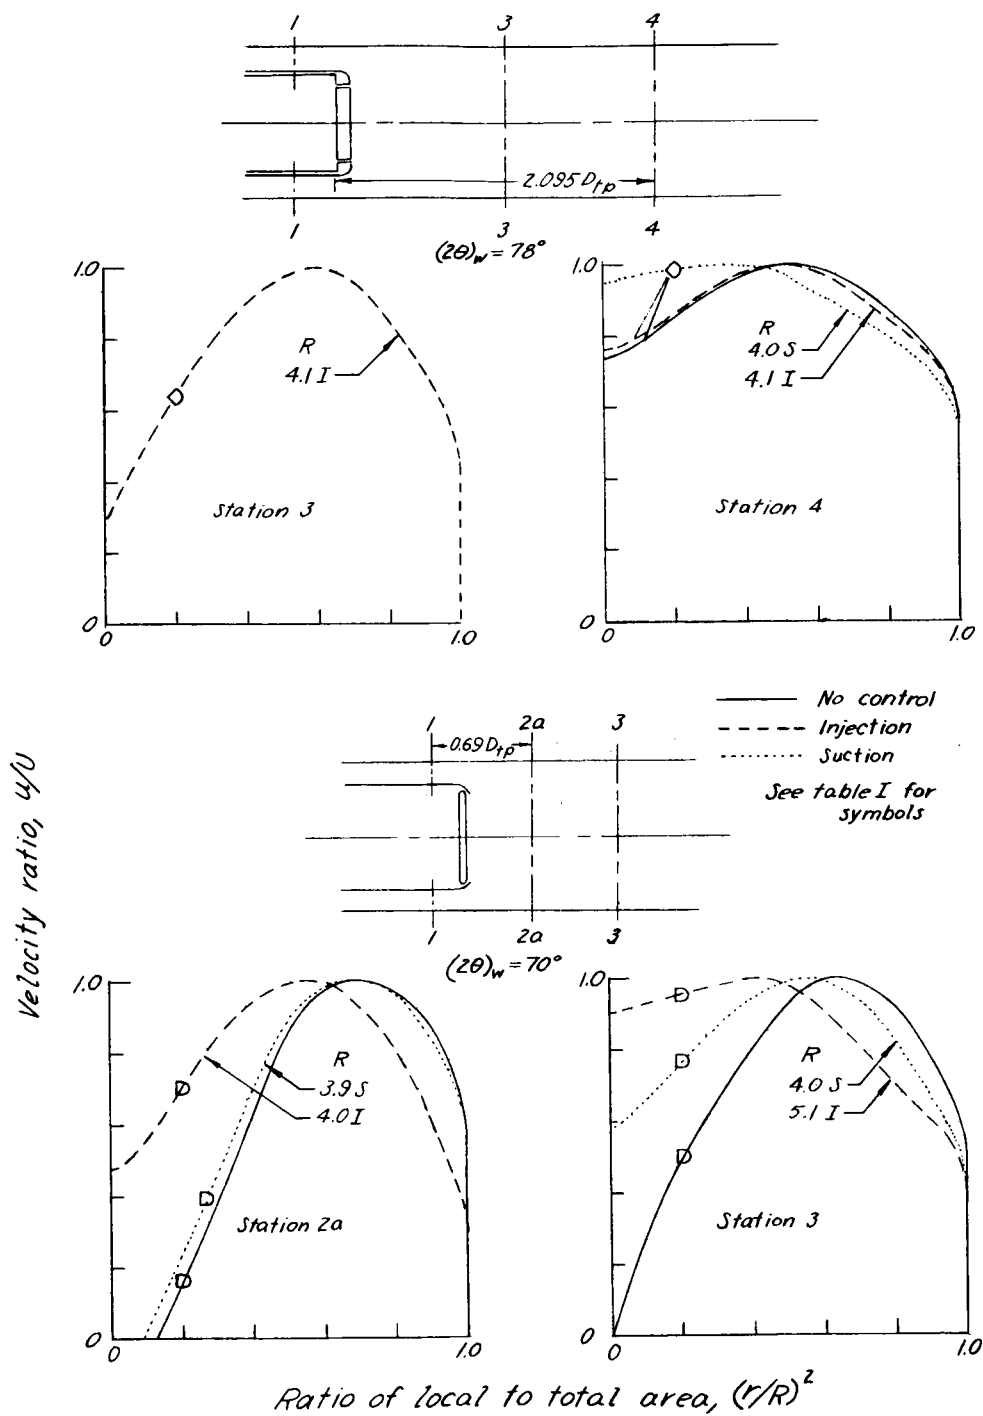 1 3 4
2.095 Dtp
1 3 4
(2θ)w = 78°
1.0
R
4.1 I
Station 3
0
0 1.0
1.0
R
4.0 S
4.1 I
Station 4
0
0 1.0
No control
Injection
Suction
See table I for
symbols
1 2a 3
0.69 Dtp
1 2a 3
(2θ)w = 70°
Velocity ratio, u/U
1.0
R
3.9 S
4.0 I
Station 2a
0
0 1.0
1.0
R
4.0 S
5.1 I
Station 3
0
0 1.0
Ratio of local to total area, (r/R)²